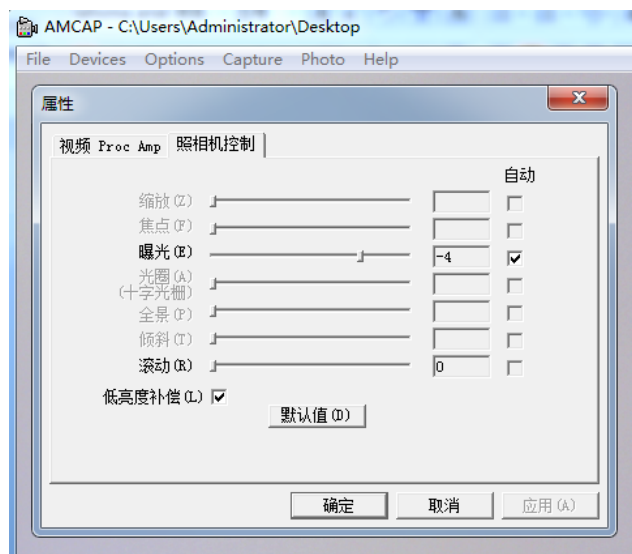 AMCAP - C:\Users\Administrator\Desktop
File Devices Options Capture Photo Help
属性
视频 Proc Amp 照相机控制
自动
缩放(Z)
焦点(F)
曝光(E) -4
光圈(A)
(十字光栅)
全景(P)
倾斜(T)
滚动(R) 0
低亮度补偿(L)
默认值(D)
确定 取消 应用(A)